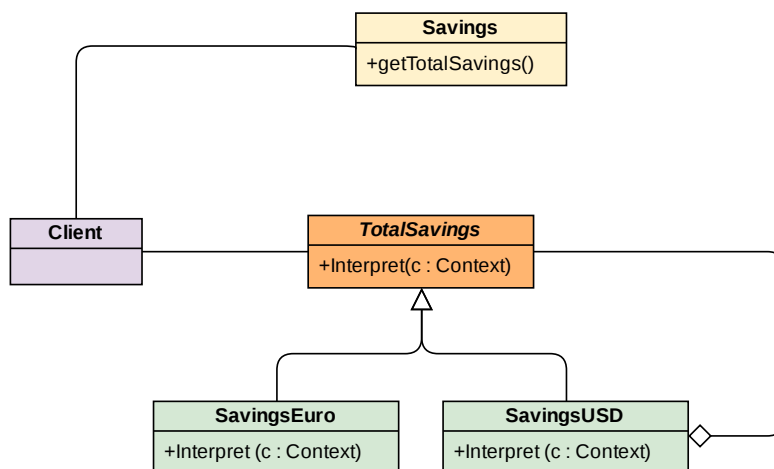 Savings
+getTotalSavings()
Client
TotalSavings
+Interpret(c : Context)
SavingsEuro
+Interpret (c : Context)
SavingsUSD
+Interpret (c : Context)